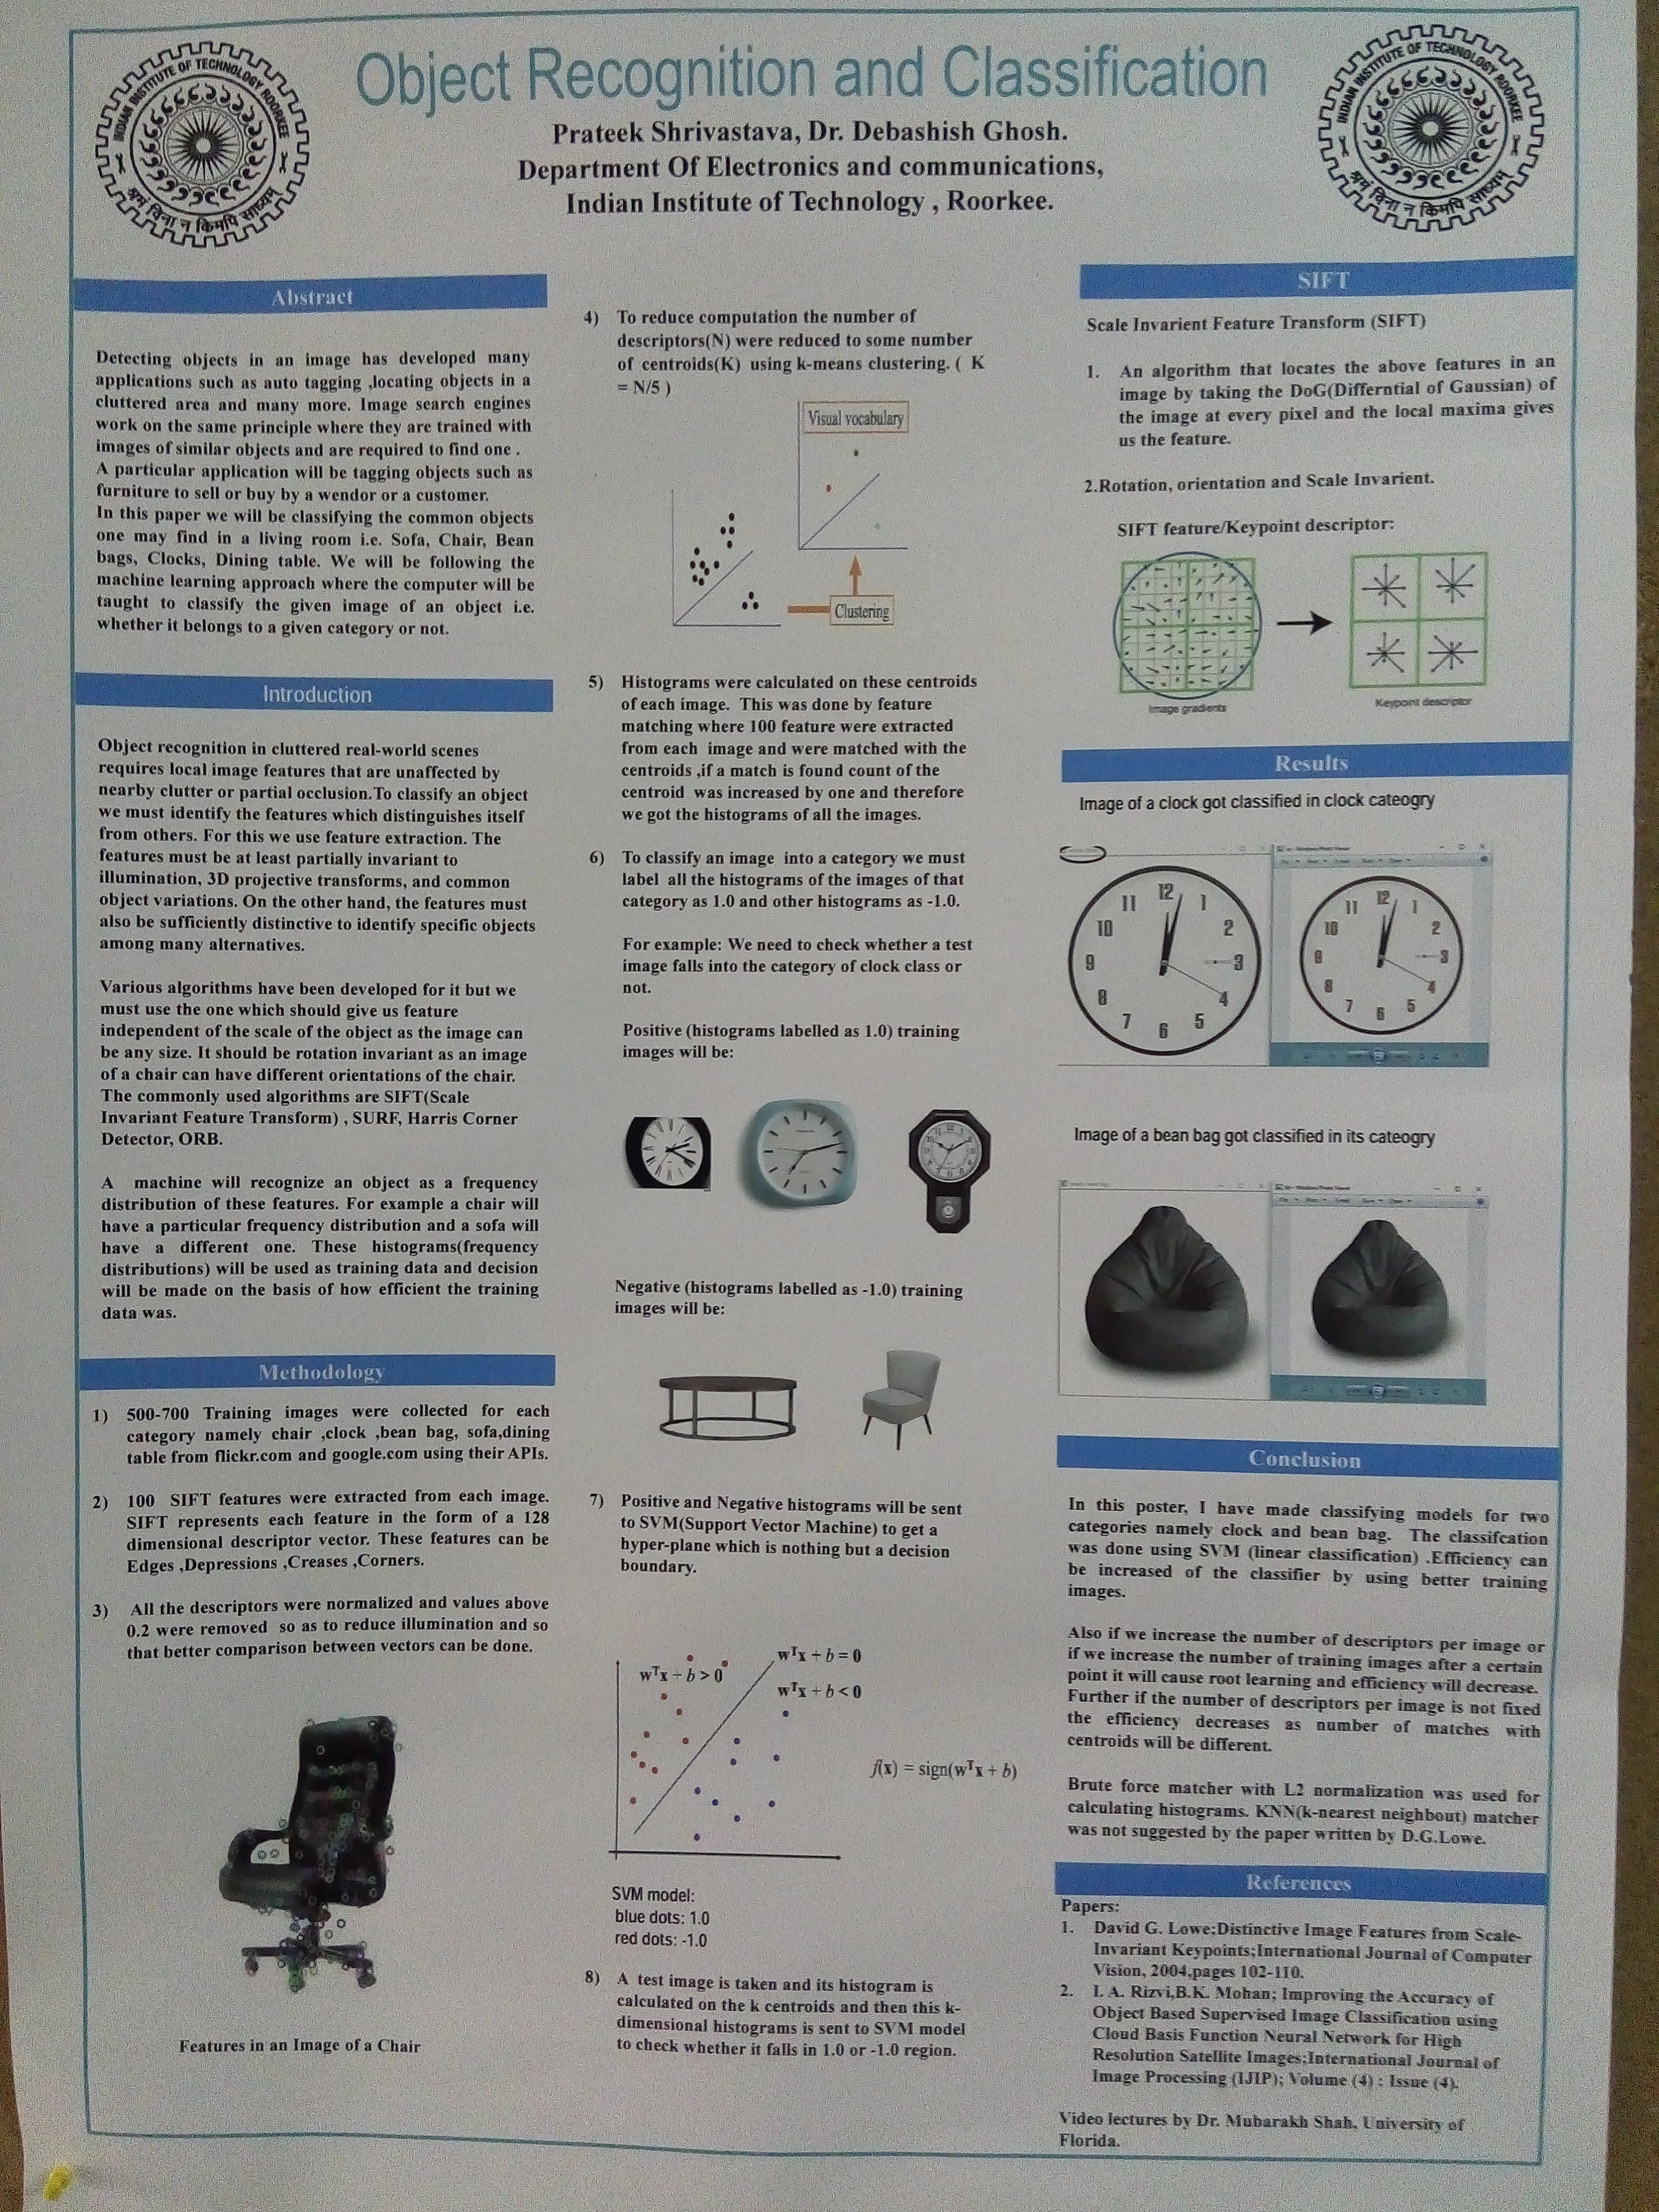 Object Recognition and Classification
Prateek Shrivastava, Dr. Debashish Ghosh.
Department Of Electronics and communications,
Indian Institute of Technology , Roorkee.
INDIAN INSTITUTE OF TECHNOLOGY ROORKEE
श्रमं विना न किमपि साध्यम्
INDIAN INSTITUTE OF TECHNOLOGY ROORKEE
श्रमं विना न किमपि साध्यम्
Abstract
Detecting objects in an image has developed many
applications such as auto tagging ,locating objects in a
cluttered area and many more. Image search engines
work on the same principle where they are trained with
images of similar objects and are required to find one .
A particular application will be tagging objects such as
furniture to sell or buy by a wendor or a customer.
In this paper we will be classifying the common objects
one may find in a living room i.e. Sofa, Chair, Bean
bags, Clocks, Dining table. We will be following the
machine learning approach where the computer will be
taught to classify the given image of an object i.e.
whether it belongs to a given category or not.
Introduction
Object recognition in cluttered real-world scenes
requires local image features that are unaffected by
nearby clutter or partial occlusion.To classify an object
we must identify the features which distinguishes itself
from others. For this we use feature extraction. The
features must be at least partially invariant to
illumination, 3D projective transforms, and common
object variations. On the other hand, the features must
also be sufficiently distinctive to identify specific objects
among many alternatives.
Various algorithms have been developed for it but we
must use the one which should give us feature
independent of the scale of the object as the image can
be any size. It should be rotation invariant as an image
of a chair can have different orientations of the chair.
The commonly used algorithms are SIFT(Scale
Invariant Feature Transform) , SURF, Harris Corner
Detector, ORB.
A machine will recognize an object as a frequency
distribution of these features. For example a chair will
have a particular frequency distribution and a sofa will
have a different one. These histograms(frequency
distributions) will be used as training data and decision
will be made on the basis of how efficient the training
data was.
Methodology
1) 500-700 Training images were collected for each
category namely chair ,clock ,bean bag, sofa,dining
table from flickr.com and google.com using their APIs.
2) 100 SIFT features were extracted from each image.
SIFT represents each feature in the form of a 128
dimensional descriptor vector. These features can be
Edges ,Depressions ,Creases ,Corners.
3) All the descriptors were normalized and values above
0.2 were removed so as to reduce illumination and so
that better comparison between vectors can be done.
Features in an Image of a Chair
4) To reduce computation the number of
descriptors(N) were reduced to some number
of centroids(K) using k-means clustering. ( K
= N/5 )
Visual vocabulary
Clustering
5) Histograms were calculated on these centroids
of each image. This was done by feature
matching where 100 feature were extracted
from each image and were matched with the
centroids ,if a match is found count of the
centroid was increased by one and therefore
we got the histograms of all the images.
6) To classify an image into a category we must
label all the histograms of the images of that
category as 1.0 and other histograms as -1.0.
For example: We need to check whether a test
image falls into the category of clock class or
not.
Positive (histograms labelled as 1.0) training
images will be:
Negative (histograms labelled as -1.0) training
images will be:
7) Positive and Negative histograms will be sent
to SVM(Support Vector Machine) to get a
hyper-plane which is nothing but a decision
boundary.
wᵀx + b = 0
wᵀx + b > 0
wᵀx + b < 0
f(x) = sign(wᵀx + b)
SVM model:
blue dots: 1.0
red dots: -1.0
8) A test image is taken and its histogram is
calculated on the k centroids and then this k-
dimensional histograms is sent to SVM model
to check whether it falls in 1.0 or -1.0 region.
SIFT
Scale Invarient Feature Transform (SIFT)
1. An algorithm that locates the above features in an
image by taking the DoG(Differntial of Gaussian) of
the image at every pixel and the local maxima gives
us the feature.
2.Rotation, orientation and Scale Invarient.
SIFT feature/Keypoint descriptor:
Image gradients
Keypoint descriptor
Results
Image of a clock got classified in clock cateogry
12 1 2 3 4 5 6 7 8 9 10 11
12 1 2 3 4 5 6 7 8 9 10 11
Image of a bean bag got classified in its cateogry
Conclusion
In this poster, I have made classifying models for two
categories namely clock and bean bag. The classifcation
was done using SVM (linear classification) .Efficiency can
be increased of the classifier by using better training
images.
Also if we increase the number of descriptors per image or
if we increase the number of training images after a certain
point it will cause root learning and efficiency will decrease.
Further if the number of descriptors per image is not fixed
the efficiency decreases as number of matches with
centroids will be different.
Brute force matcher with L2 normalization was used for
calculating histograms. KNN(k-nearest neighbout) matcher
was not suggested by the paper written by D.G.Lowe.
References
Papers:
1. David G. Lowe;Distinctive Image Features from Scale-
Invariant Keypoints;International Journal of Computer
Vision, 2004,pages 102-110.
2. I. A. Rizvi,B.K. Mohan; Improving the Accuracy of
Object Based Supervised Image Classification using
Cloud Basis Function Neural Network for High
Resolution Satellite Images;International Journal of
Image Processing (IJIP); Volume (4) : Issue (4).
Video lectures by Dr. Mubarakh Shah, University of
Florida.